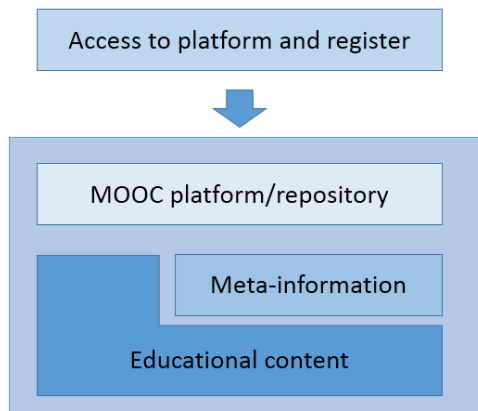 Access to platform and register
MOOC platform/repository
Meta-information
Educational content